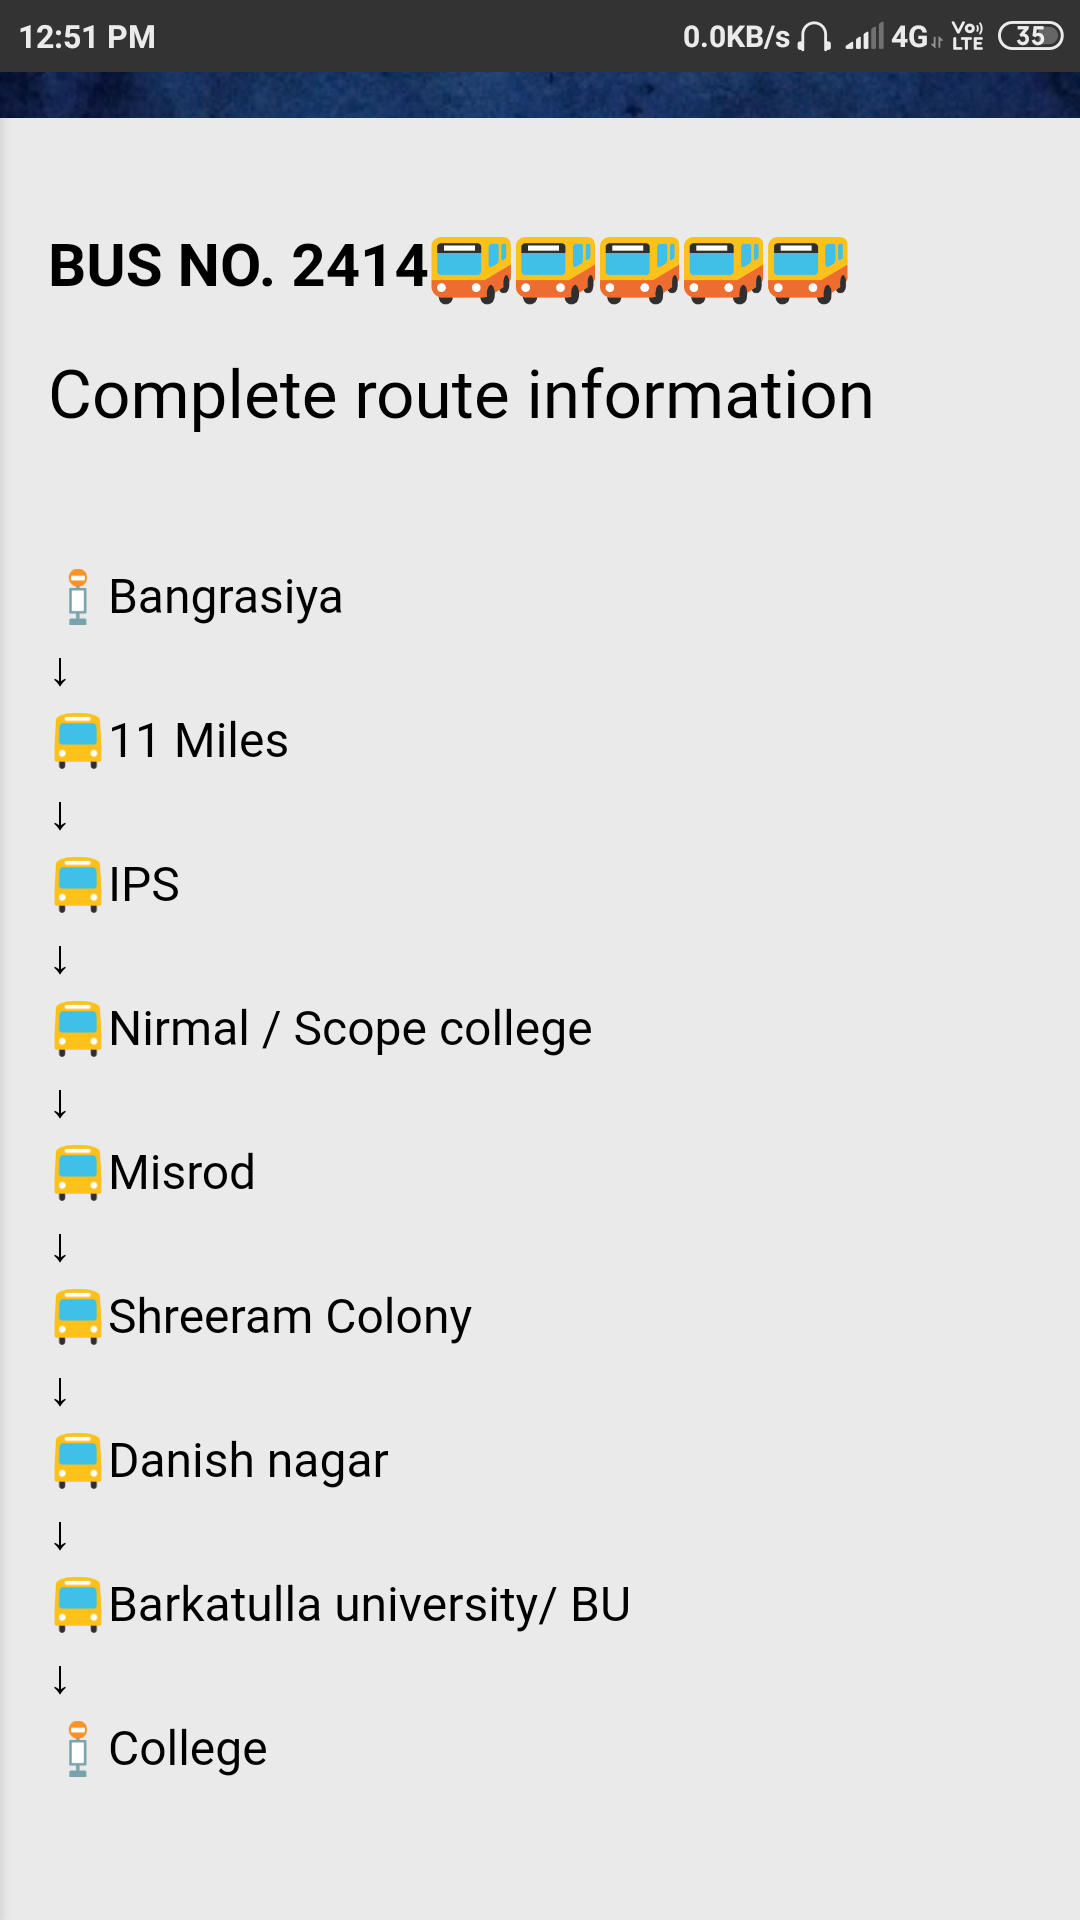 12:51 PM 0.0KB/s 4G Vo LTE 35
BUS NO. 2414
Complete route information
Bangrasiya
↓
11 Miles
↓
IPS
↓
Nirmal / Scope college
↓
Misrod
↓
Shreeram Colony
↓
Danish nagar
↓
Barkatulla university/ BU
↓
College